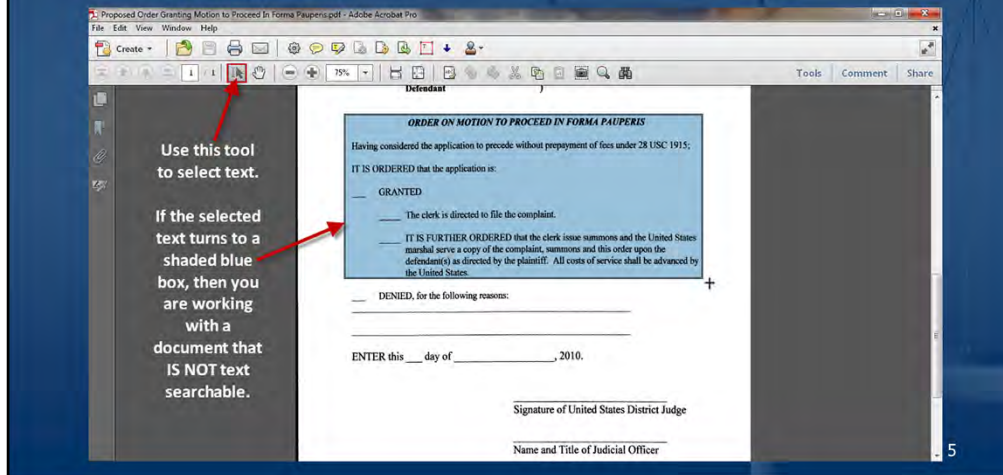 Proposed Order Granting Motion to Proceed In Forma Pauperis.pdf - Adobe Acrobat Pro
File Edit View Window Help
Create
1 / 1 75% Tools Comment Share
Defendant )
ORDER ON MOTION TO PROCEED IN FORMA PAUPERIS
Having considered the application to precede without prepayment of fees under 28 USC 1915;
IT IS ORDERED that the application is:
__ GRANTED
____ The clerk is directed to file the complaint.
____ IT IS FURTHER ORDERED that the clerk issue summons and the United States
marshal serve a copy of the complaint, summons and this order upon the
defendant(s) as directed by the plaintiff. All costs of service shall be advanced by
the United States.
__ DENIED, for the following reasons:
ENTER this ___ day of ________________, 2010.
Signature of United States District Judge
Name and Title of Judicial Officer
Use this tool
to select text.
If the selected
text turns to a
shaded blue
box, then you
are working
with a
document that
IS NOT text
searchable.
5